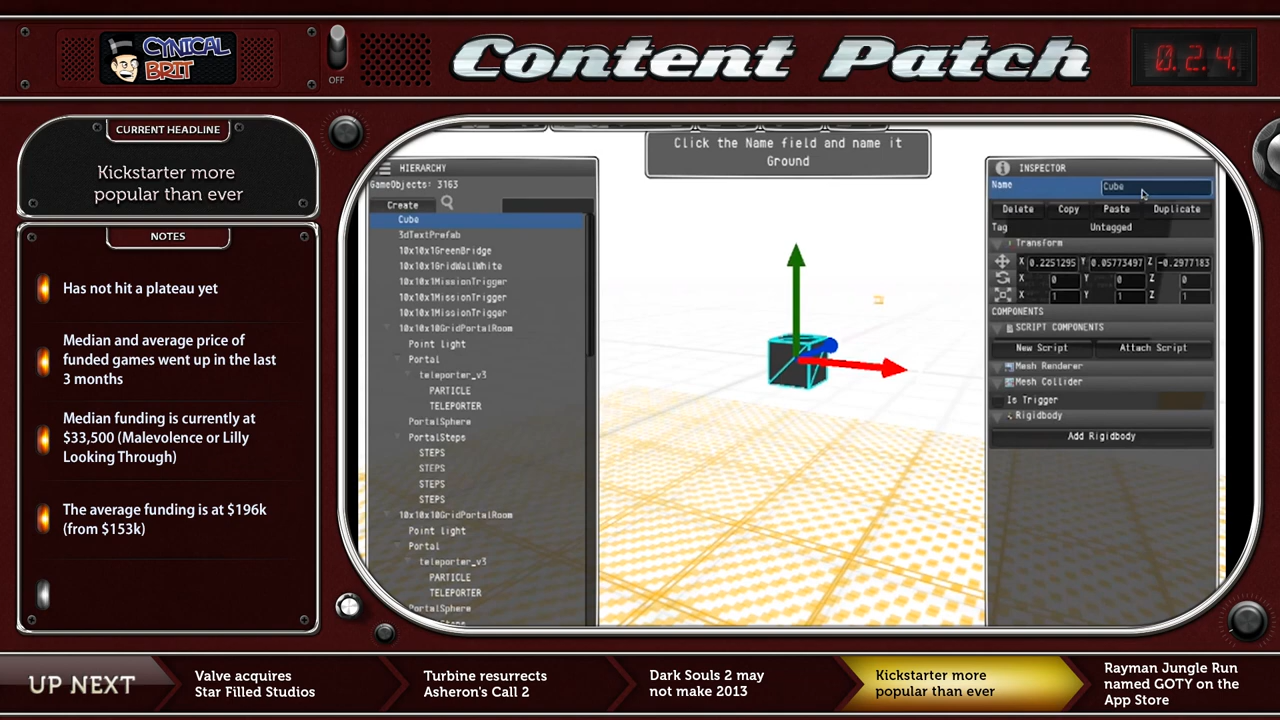 CYNICAL
BRIT
OFF
Content Patch
0.2.4.
CURRENT HEADLINE
Kickstarter more
popular than ever
NOTES
Has not hit a plateau yet
Median and average price of
funded games went up in the last
3 months
Median funding is currently at
$33,500 (Malevolence or Lilly
Looking Through)
The average funding is at $196k
(from $153k)
Click the Name field and name it
Ground
HIERARCHY
GameObjects: 3163
Create
Cube
3dTextPrefab
10x10x1GreenBridge
10x10x1GridWallWhite
10x10x1MissionTrigger
10x10x1MissionTrigger
10x10x1MissionTrigger
10x10x10GridPortalRoom
Point light
Portal
teleporter_v3
PARTICLE
TELEPORTER
PortalSphere
PortalSteps
STEPS
STEPS
STEPS
STEPS
10x10x10GridPortalRoom
Point light
Portal
teleporter_v3
PARTICLE
TELEPORTER
PortalSphere
INSPECTOR
Name Cube
Delete Copy Paste Duplicate
Tag Untagged
Transform
X 0.2251295 Y 0.05773497 Z -0.2977183
X 0 Y 0 Z 0
X 1 Y 1 Z 1
COMPONENTS
SCRIPT COMPONENTS
New Script Attach Script
Mesh Renderer
Mesh Collider
Is Trigger
Rigidbody
Add Rigidbody
UP NEXT
Valve acquires
Star Filled Studios
Turbine resurrects
Asheron's Call 2
Dark Souls 2 may
not make 2013
Kickstarter more
popular than ever
Rayman Jungle Run
named GOTY on the
App Store